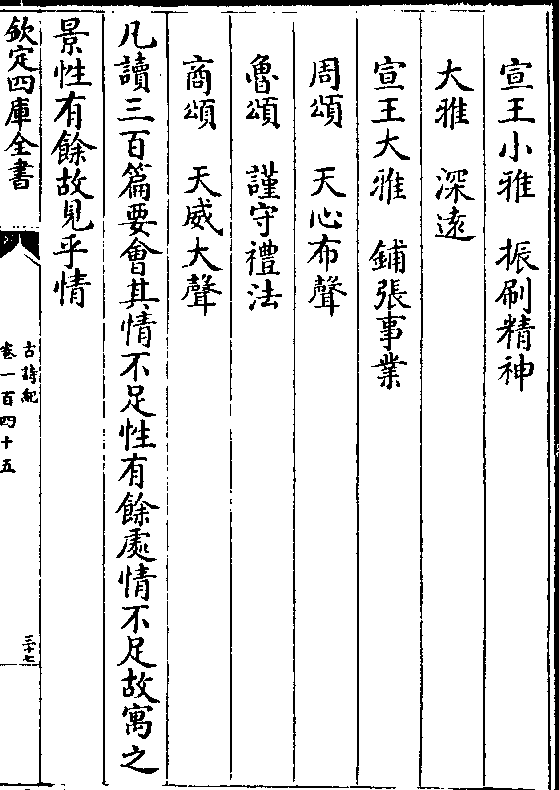 宣王小雅　振刷精神
大雅　深遠
宣王大雅　鋪張事業
周頌　天心布聲
魯頌　謹守禮法
商頌　天威大聲
凡讀三百篇要會其情不足性有餘處情不足故寓之
景性有餘故見乎情
欽定四庫全書
古詩紀
卷一百四十五
三十七